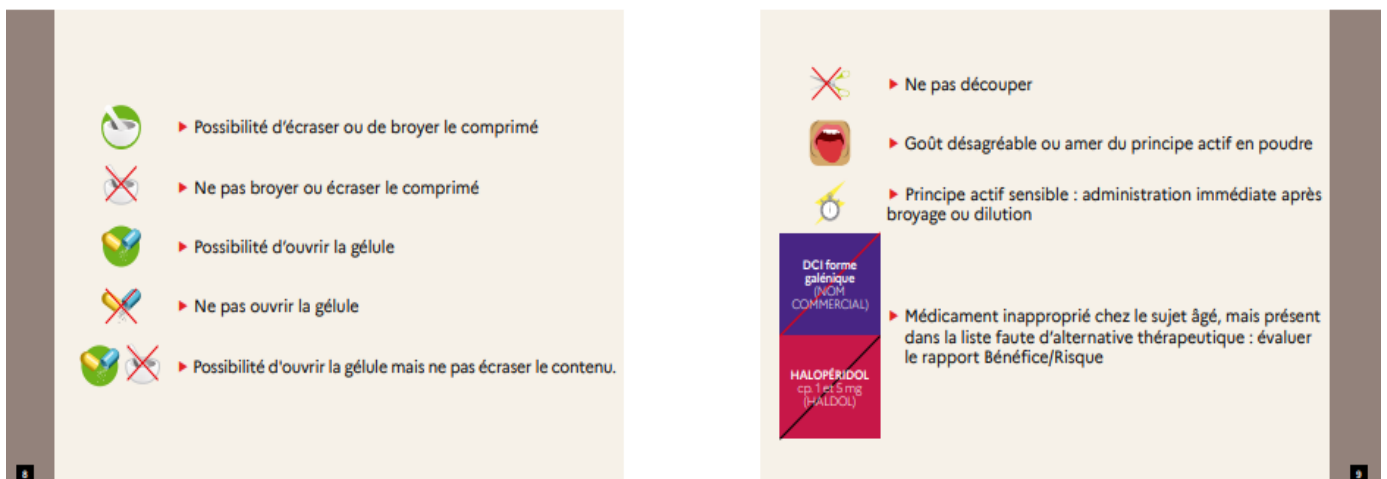 Possibilité d'écraser ou de broyer le comprimé
Ne pas broyer ou écraser le comprimé
Possibilité d'ouvrir la gélule
Ne pas ouvrir la gélule
Possibilité d'ouvrir la gélule mais ne pas écraser le contenu.
8
Ne pas découper
Goût désagréable ou amer du principe actif en poudre
Principe actif sensible : administration immédiate après
broyage ou dilution
DCI forme
galénique
(NOM
COMMERCIAL)
HALOPÉRIDOL
cp 1 et 5 mg
(HALDOL)
Médicament inapproprié chez le sujet âgé, mais présent
dans la liste faute d'alternative thérapeutique : évaluer
le rapport Bénéfice/Risque
9